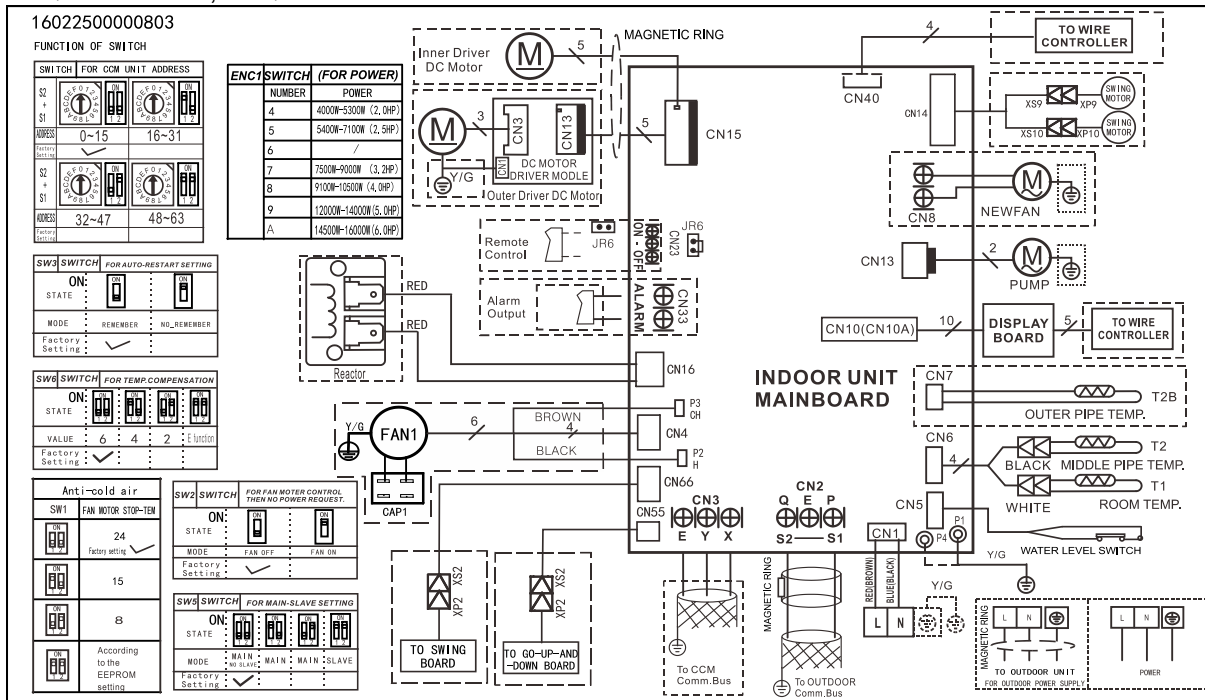 16022500000803
FUNCTION OF SWITCH
SWITCH FOR CCM UNIT ADDRESS
S2
+
S1
ADDRESS 0~15 16~31
Factory Setting
S2
+
S1
ADDRESS 32~47 48~63
Factory Setting
SW3 SWITCH FOR AUTO-RESTART SETTING
ON
STATE
MODE REMEMBER NO_REMEMBER
Factory Setting
SW6 SWITCH FOR TEMP.COMPENSATION
ON
STATE
VALUE 6 4 2 E function
Factory Setting
Anti-cold air
SW1 FAN MOTOR STOP-TEM
24
Factory setting
15
8
According
to the
EEPROM
setting
SW2 SWITCH FOR FAN MOTER CONTROL
THEN NO POWER REQUEST.
ON
STATE
MODE FAN OFF FAN ON
Factory Setting
SW5 SWITCH FOR MAIN-SLAVE SETTING
ON
STATE
MODE MAIN NO SLAVE MAIN MAIN SLAVE
Factory Setting
ENC1 SWITCH (FOR POWER)
NUMBER POWER
4 4000W-5300W (2,0HP)
5 5400W-7100W (2,5HP)
6 /
7 7500W-9000W (3,2HP)
8 9100W-10500W (4,0HP)
9 12000W-14000W(5.0HP)
A 14500W-16000W(6.0HP)
Inner Driver
DC Motor
M
5
MAGNETIC RING
M
3
CN3
CN13
CN1
DC MOTOR
DRIVER MODLE
Y/G
Outer Driver DC Motor
5
CN15
Remote
Control
JR6
ON-OFF
CN23
JR6
Alarm
Output
ALARM
CN33
RED
RED
Reactor
CN16
Y/G
FAN1
CAP1
6
BROWN
4
BLACK
P3
CH
CN4
P2
H
CN66
CN55
XP2 XS2
TO SWING
BOARD
XP2 XS2
TO GO-UP-AND
-DOWN BOARD
INDOOR UNIT
MAINBOARD
CN3
E Y X
To CCM
Comm.Bus
CN2
Q E P
S2 S1
MAGNETIC RING
To OUTDOOR
Comm.Bus
CN1
RED(BROWN)
BLUE(BLACK)
L N
Y/G
CN40
4
TO WIRE
CONTROLLER
CN14
XS9 XP9
SWING
MOTOR
XS10 XP10
SWING
MOTOR
CN8
M
NEWFAN
CN13
2
M
PUMP
CN10(CN10A)
10
DISPLAY
BOARD
5
TO WIRE
CONTROLLER
CN7
T2B
OUTER PIPE TEMP.
CN6
4
T2
BLACK MIDDLE PIPE TEMP.
T1
WHITE ROOM TEMP.
CN5
P4
P1
WATER LEVEL SWITCH
Y/G
MAGNETIC RING
L N
TO OUTDOOR UNIT
FOR OUTDOOR POWER SUPPLY
L N
POWER